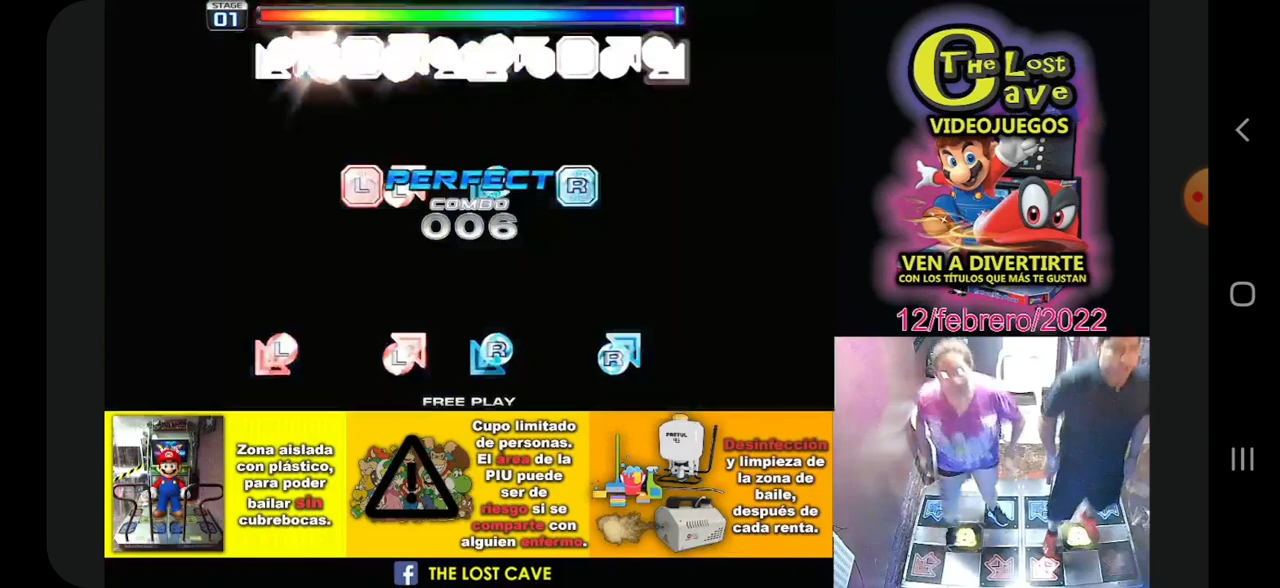 STAGE
01
L L PERFECT R
COMBO
006
L L R R
FREE PLAY
THE LOST
CAVE
VIDEOJUEGOS
VEN A DIVERTIRTE
CON LOS TÍTULOS QUE MÁS TE GUSTAN
12/febrero/2022
Zona aislada
con plástico,
para poder
bailar sin
cubrebocas.
Cupo limitado
de personas.
El área de la
PIU puede
ser de
riesgo si se
comparte con
alguien enfermo.
Desinfección
y limpieza de
la zona de
baile,
después de
cada renta.
f THE LOST CAVE